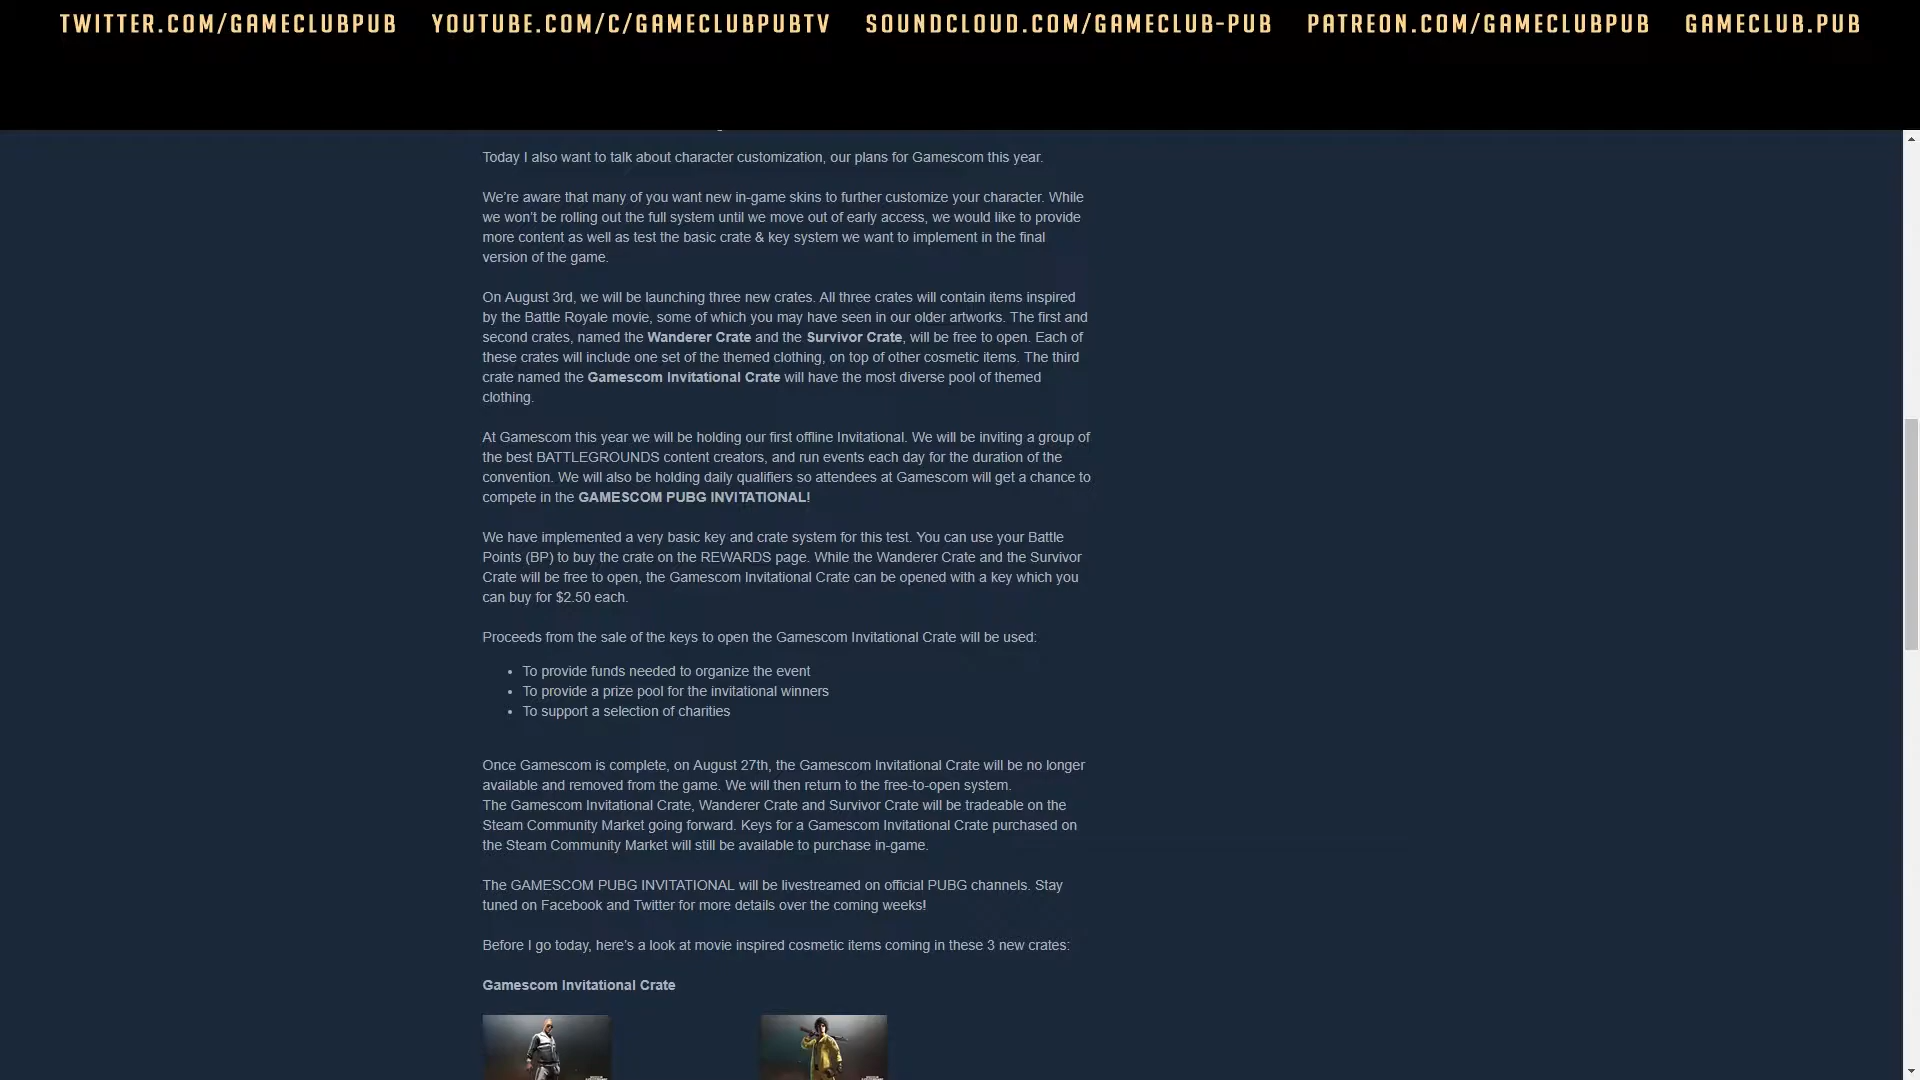 TWITTER.COM/GAMECLUBPUB YOUTUBE.COM/C/GAMECLUBPUBTV SOUNDCLOUD.COM/GAMECLUB-PUB PATREON.COM/GAMECLUBPUB GAMECLUB.PUB
Today I also want to talk about character customization, our plans for Gamescom this year.
We're aware that many of you want new in-game skins to further customize your character. While
we won't be rolling out the full system until we move out of early access, we would like to provide
more content as well as test the basic crate & key system we want to implement in the final
version of the game.
On August 3rd, we will be launching three new crates. All three crates will contain items inspired
by the Battle Royale movie, some of which you may have seen in our older artworks. The first and
second crates, named the Wanderer Crate and the Survivor Crate, will be free to open. Each of
these crates will include one set of the themed clothing, on top of other cosmetic items. The third
crate named the Gamescom Invitational Crate will have the most diverse pool of themed
clothing.
At Gamescom this year we will be holding our first offline Invitational. We will be inviting a group of
the best BATTLEGROUNDS content creators, and run events each day for the duration of the
convention. We will also be holding daily qualifiers so attendees at Gamescom will get a chance to
compete in the GAMESCOM PUBG INVITATIONAL!
We have implemented a very basic key and crate system for this test. You can use your Battle
Points (BP) to buy the crate on the REWARDS page. While the Wanderer Crate and the Survivor
Crate will be free to open, the Gamescom Invitational Crate can be opened with a key which you
can buy for $2.50 each.
Proceeds from the sale of the keys to open the Gamescom Invitational Crate will be used:
• To provide funds needed to organize the event
• To provide a prize pool for the invitational winners
• To support a selection of charities
Once Gamescom is complete, on August 27th, the Gamescom Invitational Crate will be no longer
available and removed from the game. We will then return to the free-to-open system.
The Gamescom Invitational Crate, Wanderer Crate and Survivor Crate will be tradeable on the
Steam Community Market going forward. Keys for a Gamescom Invitational Crate purchased on
the Steam Community Market will still be available to purchase in-game.
The GAMESCOM PUBG INVITATIONAL will be livestreamed on official PUBG channels. Stay
tuned on Facebook and Twitter for more details over the coming weeks!
Before I go today, here's a look at movie inspired cosmetic items coming in these 3 new crates:
Gamescom Invitational Crate